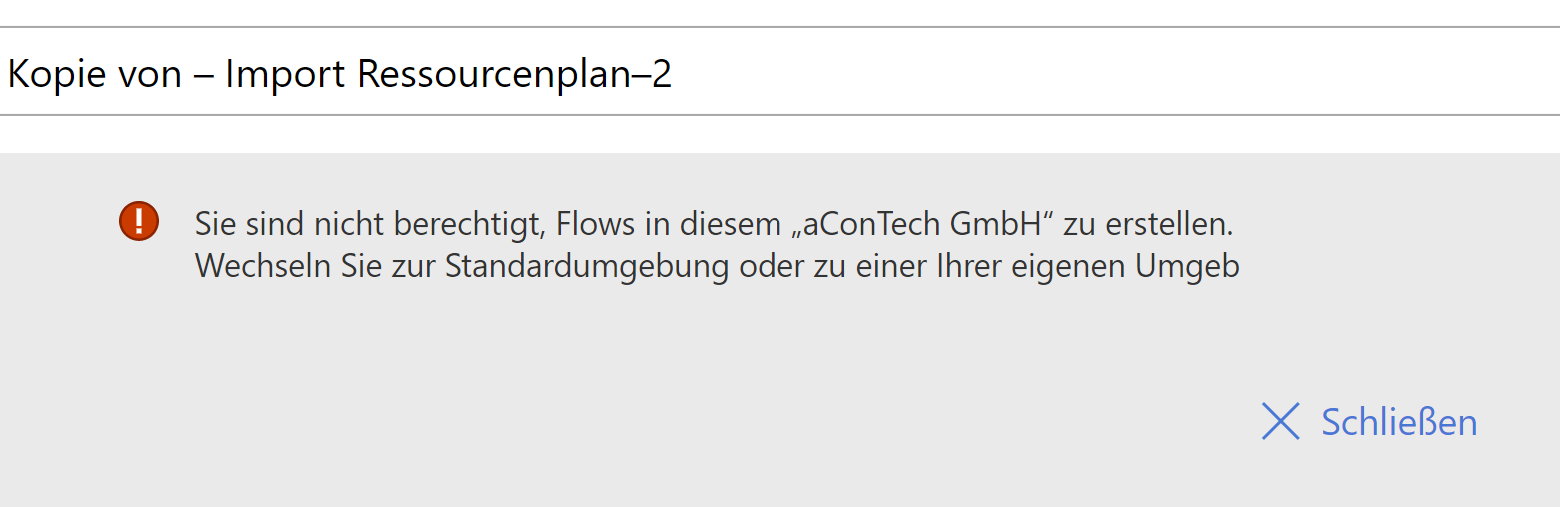 Kopie von – Import Ressourcenplan–2
Sie sind nicht berechtigt, Flows in diesem „aConTech GmbH“ zu erstellen.
Wechseln Sie zur Standardumgebung oder zu einer Ihrer eigenen Umgeb
Schließen